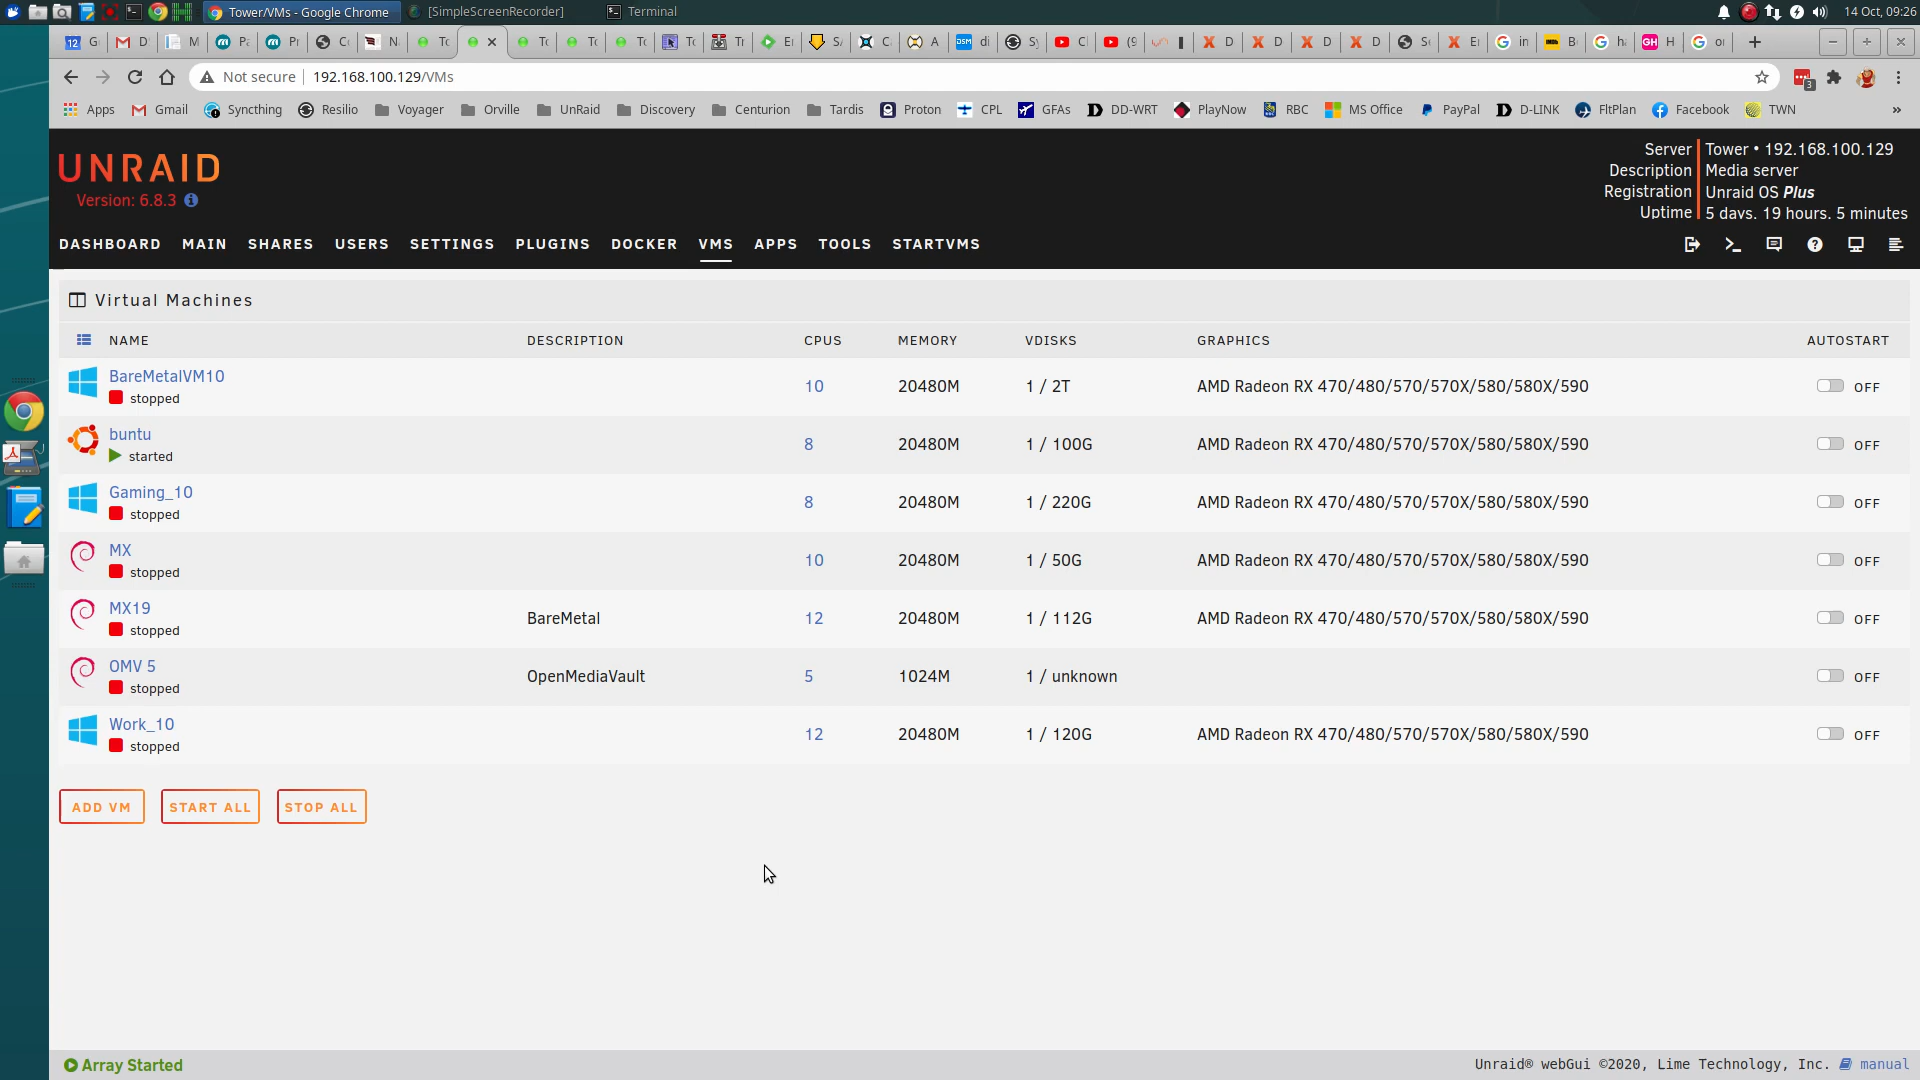 Tower/VMs - Google Chrome
[SimpleScreenRecorder]
Terminal
14 Oct, 09:26
Not secure
192.168.100.129/VMs
Apps
Gmail
Syncthing
Resilio
Voyager
Orville
UnRaid
Discovery
Centurion
Tardis
Proton
CPL
GFAs
DD-WRT
PlayNow
RBC
MS Office
PayPal
D-LINK
FltPlan
Facebook
TWN
»
UNRAID
Version: 6.8.3
Server Tower • 192.168.100.129
Description Media server
Registration Unraid OS Plus
Uptime 5 days, 19 hours, 5 minutes
DASHBOARD MAIN SHARES USERS SETTINGS PLUGINS DOCKER VMS APPS TOOLS STARTVMS
Virtual Machines
NAME DESCRIPTION CPUS MEMORY VDISKS GRAPHICS AUTOSTART
BareMetalVM10
stopped
10 20480M 1 / 2T AMD Radeon RX 470/480/570/570X/580/580X/590 OFF
buntu
started
8 20480M 1 / 100G AMD Radeon RX 470/480/570/570X/580/580X/590 OFF
Gaming_10
stopped
8 20480M 1 / 220G AMD Radeon RX 470/480/570/570X/580/580X/590 OFF
MX
stopped
10 20480M 1 / 50G AMD Radeon RX 470/480/570/570X/580/580X/590 OFF
MX19
stopped
BareMetal 12 20480M 1 / 112G AMD Radeon RX 470/480/570/570X/580/580X/590 OFF
OMV 5
stopped
OpenMediaVault 5 1024M 1 / unknown OFF
Work_10
stopped
12 20480M 1 / 120G AMD Radeon RX 470/480/570/570X/580/580X/590 OFF
ADD VM START ALL STOP ALL
Array Started
Unraid® webGui ©2020, Lime Technology, Inc. manual